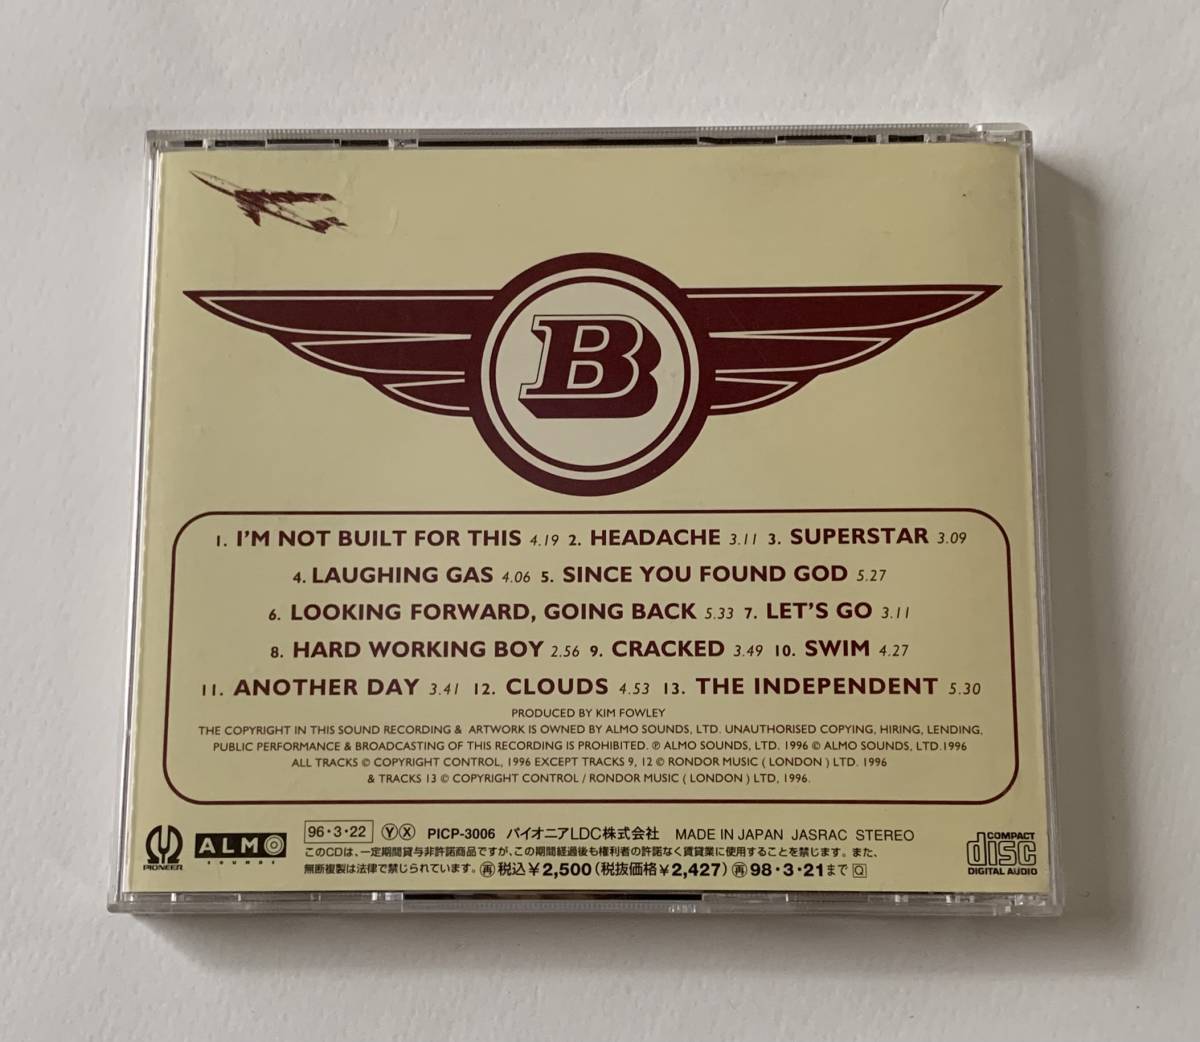 B
1. I'M NOT BUILT FOR THIS 4.19 2. HEADACHE 3.11 3. SUPERSTAR 3.09
4. LAUGHING GAS 4.06 5. SINCE YOU FOUND GOD 5.27
6. LOOKING FORWARD, GOING BACK 5.33 7. LET'S GO 3.11
8. HARD WORKING BOY 2.56 9. CRACKED 3.49 10. SWIM 4.27
11. ANOTHER DAY 3.41 12. CLOUDS 4.53 13. THE INDEPENDENT 5.30
PRODUCED BY KIM FOWLEY
THE COPYRIGHT IN THIS SOUND RECORDING & ARTWORK IS OWNED BY ALMO SOUNDS, LTD. UNAUTHORISED COPYING, HIRING, LENDING,
PUBLIC PERFORMANCE & BROADCASTING OF THIS RECORDING IS PROHIBITED. ℗ ALMO SOUNDS, LTD. 1996 © ALMO SOUNDS, LTD.1996
ALL TRACKS © COPYRIGHT CONTROL, 1996 EXCEPT TRACKS 9, 12 © RONDOR MUSIC ( LONDON ) LTD. 1996
& TRACKS 13 © COPYRIGHT CONTROL / RONDOR MUSIC ( LONDON ) LTD, 1996.
PIONEER
ALMO
SOUNDS
96・3・22 Ⓨ Ⓧ PICP-3006 パイオニアLDC株式会社 MADE IN JAPAN JASRAC STEREO
このCDは、一定期間貸与非許諾商品ですが、この期間経過後も権利者の許諾なく賃貸業に使用することを禁じます。また、
無断複製は法律で禁じられています。 ㊢税込¥2,500(税抜価格¥2,427) ㊢98・3・21まで Q
COMPACT
disc
DIGITAL AUDIO